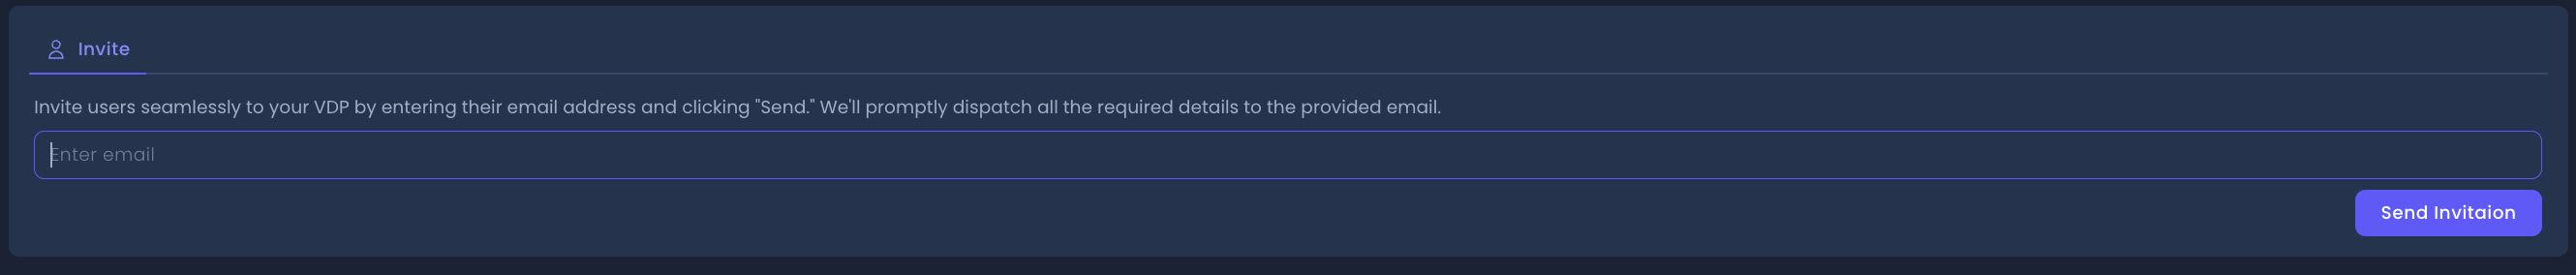 Invite
Invite users seamlessly to your VDP by entering their email address and clicking "Send." We'll promptly dispatch all the required details to the provided email.
Enter email
Send Invitaion